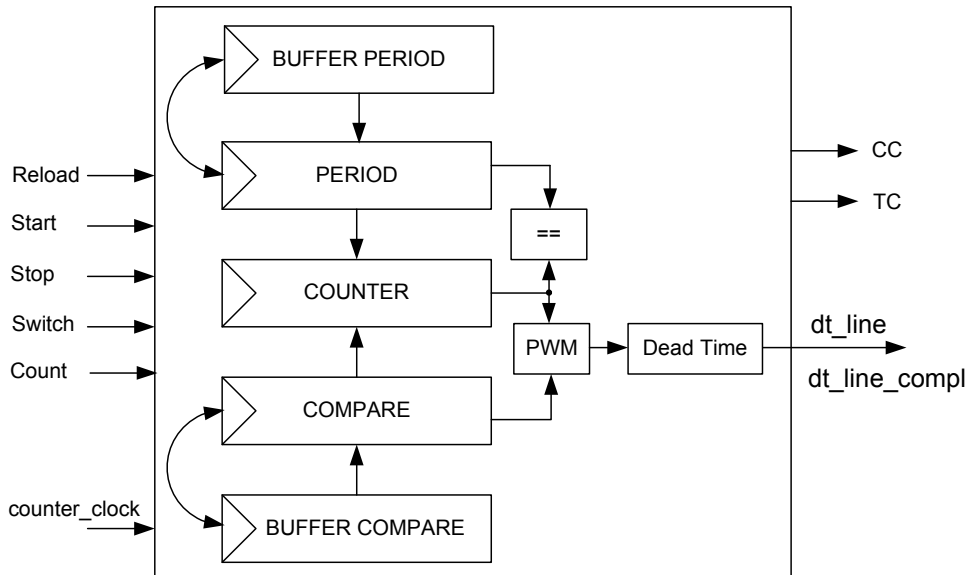 BUFFER PERIOD
PERIOD
CC
Reload
TC
Start
==
Stop
COUNTER
Switch
dt_line
PWM
Dead Time
Count
dt_line_compl
COMPARE
counter_clock
BUFFER COMPARE